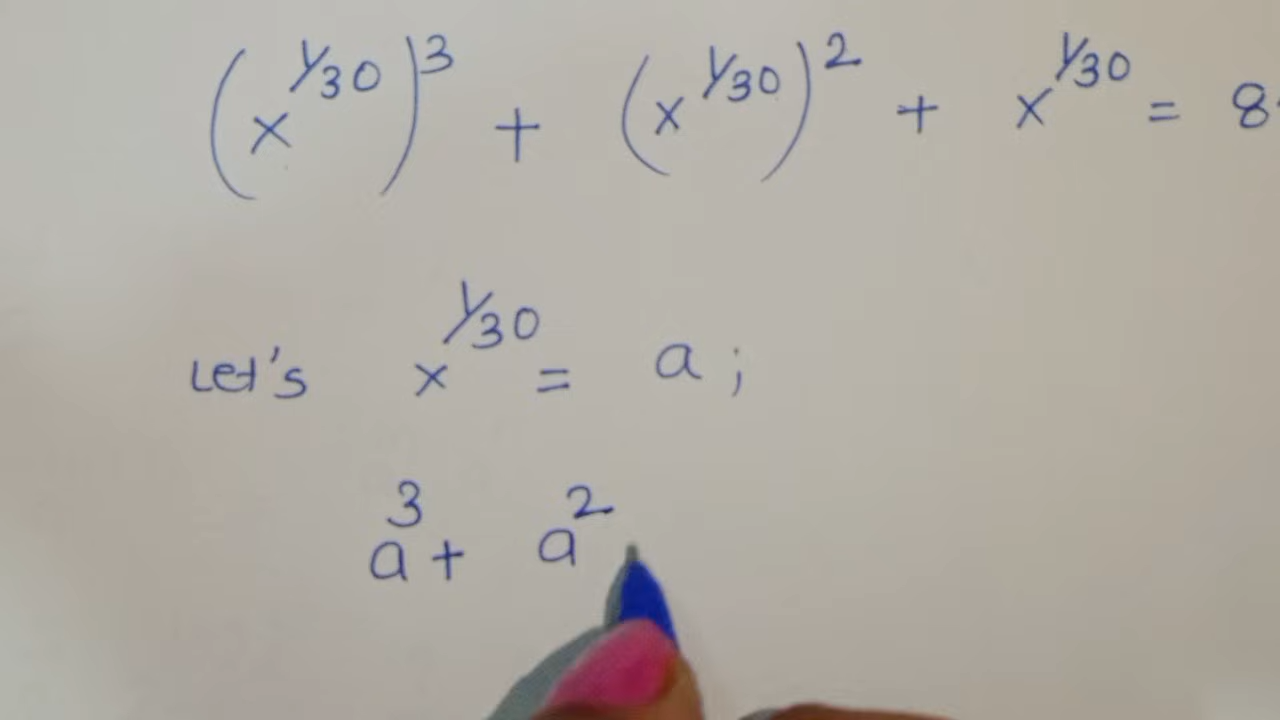 (x^1/30)^3 + (x^1/30)^2 + x^1/30 = 8
Let's x^1/30 = a ;
a^3 + a^2